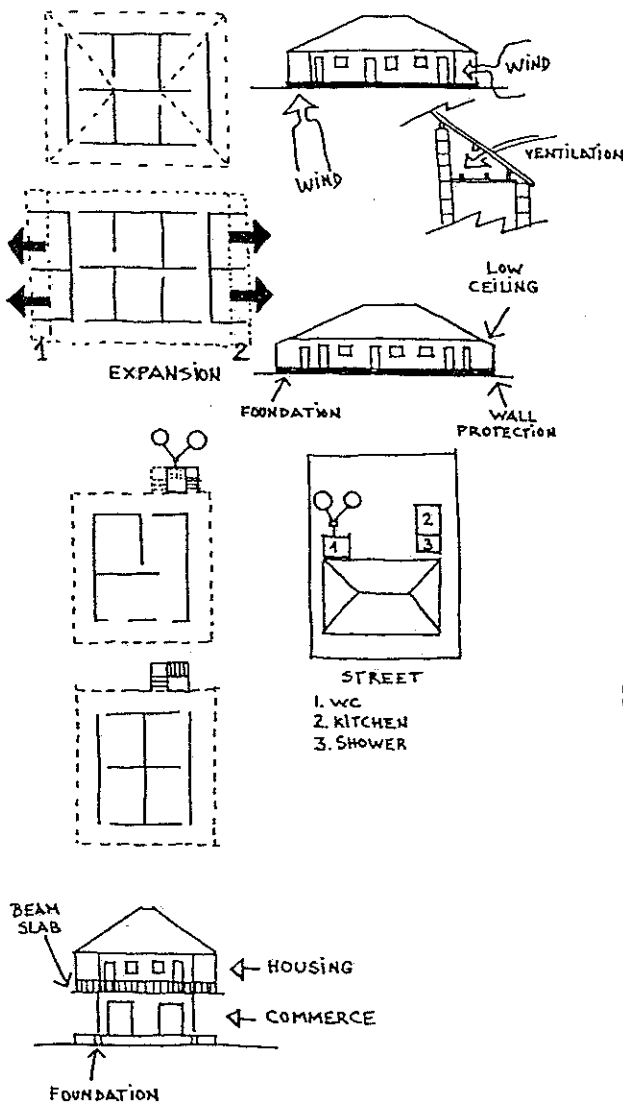 WIND
VENTILATION
WIND
LOW
CEILING
1
2
EXPANSION
FOUNDATION
WALL
PROTECTION
2
1
3
STREET
1. WC
2. KITCHEN
3. SHOWER
BEAM
SLAB
HOUSING
COMMERCE
FOUNDATION